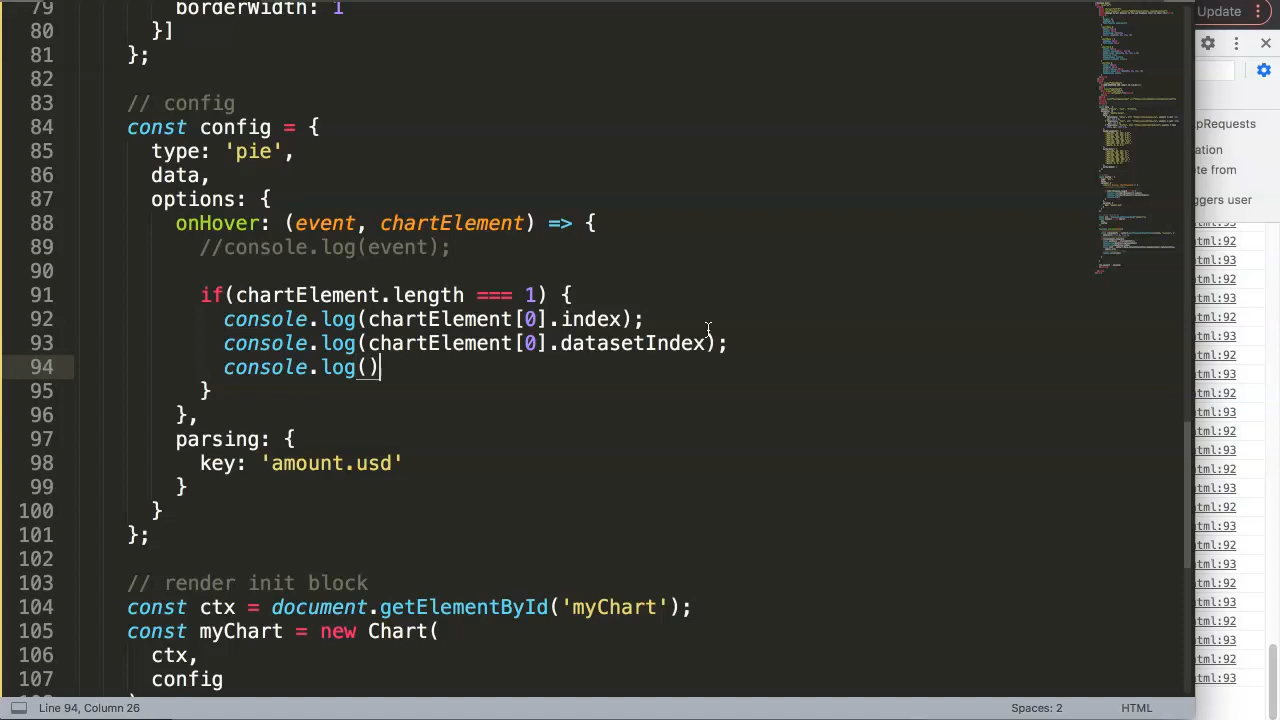 79 borderWidth: 1
80 }]
81 };
82
83 // config
84 const config = {
85 type: 'pie',
86 data,
87 options: {
88 onHover: (event, chartElement) => {
89 //console.log(event);
90
91 if(chartElement.length === 1) {
92 console.log(chartElement[0].index);
93 console.log(chartElement[0].datasetIndex);
94 console.log()
95 }
96 },
97 parsing: {
98 key: 'amount.usd'
99 }
100 }
101 };
102
103 // render init block
104 const ctx = document.getElementById('myChart');
105 const myChart = new Chart(
106 ctx,
107 config
Line 94, Column 26
Spaces: 2
HTML
Update
pRequests
ation
ete from
ggers user
tml:92
tml:93
tml:92
tml:93
tml:92
tml:93
tml:92
tml:93
tml:92
tml:93
tml:92
tml:93
tml:92
tml:93
tml:92
tml:93
tml:92
tml:93
tml:92
tml:93
tml:92
tml:93
tml:92
tml:93